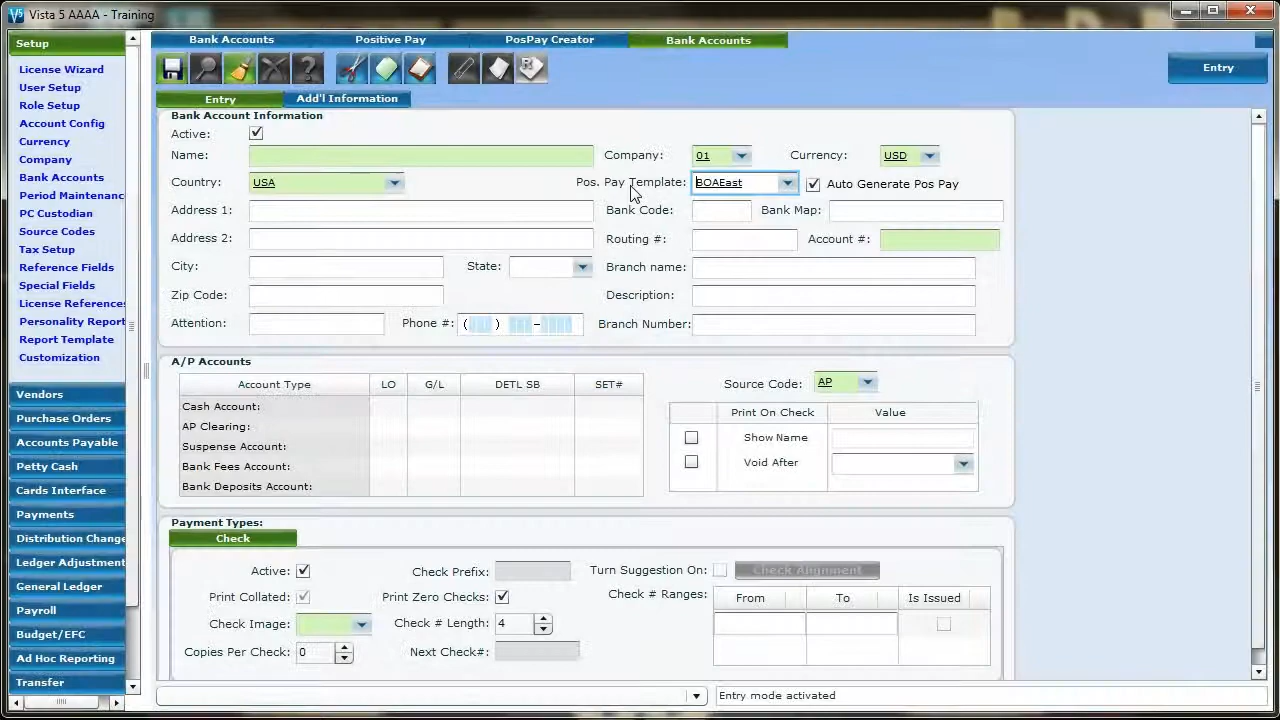 Vista 5 AAAA - Training
Bank Accounts Positive Pay PosPay Creator Bank Accounts
Entry
Entry Add'l Information
Setup
License Wizard
User Setup
Role Setup
Account Config
Currency
Company
Bank Accounts
Period Maintenanc
PC Custodian
Source Codes
Tax Setup
Reference Fields
Special Fields
License References
Personality Report
Report Template
Customization
Vendors
Purchase Orders
Accounts Payable
Petty Cash
Cards Interface
Payments
Distribution Change
Ledger Adjustment
General Ledger
Payroll
Budget/EFC
Ad Hoc Reporting
Transfer
Bank Account Information
Active:
Name: Company: 01 Currency: USD
Country: USA Pos. Pay Template: BOAEast Auto Generate Pos Pay
Address 1: Bank Code: Bank Map:
Address 2: Routing #: Account #:
City: State: Branch name:
Zip Code: Description:
Attention: Phone #: ( ) - Branch Number:
A/P Accounts
Account Type LO G/L DETL SB SET# Source Code: AP
Cash Account:
AP Clearing:
Suspense Account:
Bank Fees Account:
Bank Deposits Account:
Print On Check Value
Show Name
Void After
Payment Types:
Check
Active: Check Prefix: Turn Suggestion On: Check Alignment
Print Collated: Print Zero Checks: Check # Ranges: From To Is Issued
Check Image: Check # Length: 4
Copies Per Check: 0 Next Check#:
Entry mode activated